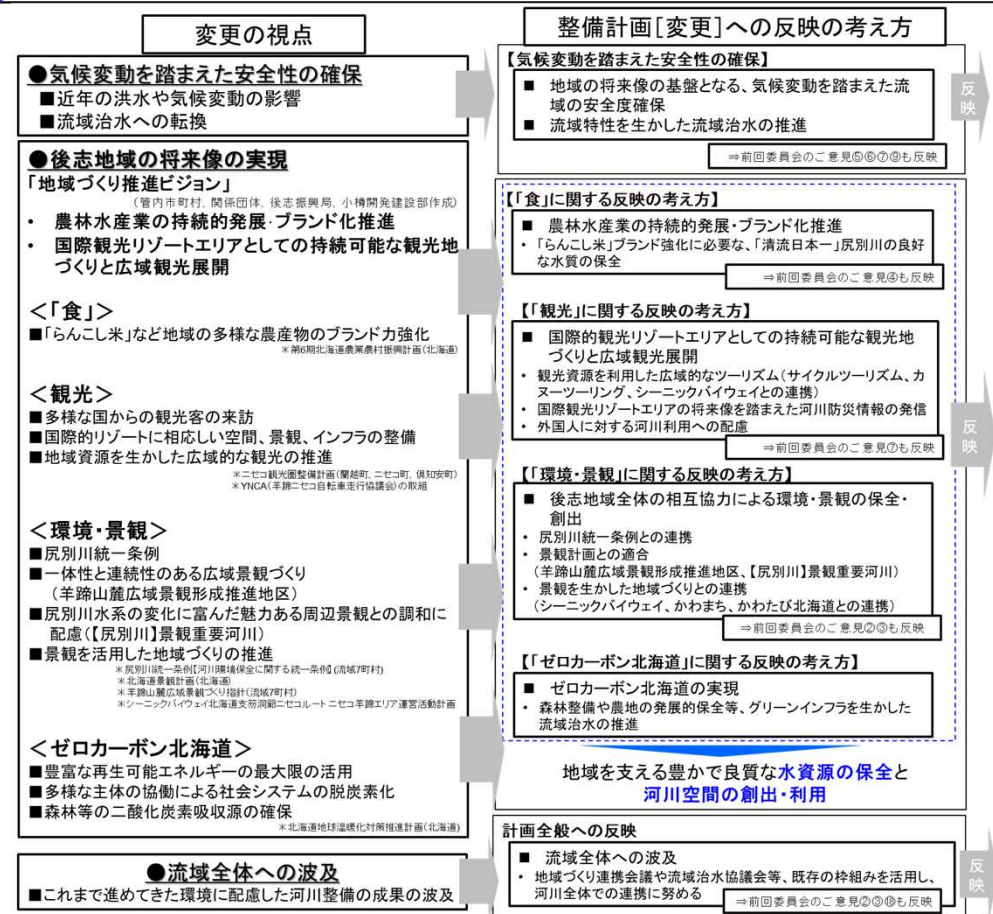 変更の視点
●気候変動を踏まえた安全性の確保
■近年の洪水や気候変動の影響
■流域治水への転換
●後志地域の将来像の実現
「地域づくり推進ビジョン」
(管内市町村、関係団体、後志振興局、小樽開発建設部作成)
・ 農林水産業の持続的発展・ブランド化推進
・ 国際観光リゾートエリアとしての持続可能な観光地
づくりと広域観光展開
<「食」>
■「らんこし米」など地域の多様な農産物のブランド力強化
＊第6期北海道農業農村振興計画(北海道)
<観光>
■多様な国からの観光客の来訪
■国際的リゾートに相応しい空間、景観、インフラの整備
■地域資源を生かした広域的な観光の推進
＊ニセコ観光圏整備計画(蘭越町、ニセコ町、倶知安町)
＊YNCA(羊蹄ニセコ自転車走行協議会)の取組
<環境・景観>
■尻別川統一条例
■一体性と連続性のある広域景観づくり
(羊蹄山麓広域景観形成推進地区)
■尻別川水系の変化に富んだ魅力ある周辺景観との調和に
配慮(【尻別川】景観重要河川)
■景観を活用した地域づくりの推進
＊尻別川統一条例【河川環境保全に関する統一条例】(流域7町村)
＊北海道景観計画(北海道)
＊羊蹄山麓広域景観づくり指針(流域7町村)
＊シーニックバイウェイ北海道支笏洞爺ニセコルート ニセコ羊蹄エリア運営活動計画
<ゼロカーボン北海道>
■豊富な再生可能エネルギーの最大限の活用
■多様な主体の協働による社会システムの脱炭素化
■森林等の二酸化炭素吸収源の確保
＊北海道地球温暖化対策推進計画(北海道)
●流域全体への波及
■これまで進めてきた環境に配慮した河川整備の成果の波及
整備計画[変更]への反映の考え方
【気候変動を踏まえた安全性の確保】
■ 地域の将来像の基盤となる、気候変動を踏まえた流
域の安全度確保
■ 流域特性を生かした流域治水の推進
⇒前回委員会のご意見⑤⑥⑦⑨も反映
反映
【「食」に関する反映の考え方】
■ 農林水産業の持続的発展・ブランド化推進
・「らんこし米」ブランド強化に必要な、「清流日本一」尻別川の良好
な水質の保全
⇒前回委員会のご意見④も反映
【「観光」に関する反映の考え方】
■ 国際的観光リゾートエリアとしての持続可能な観光地
づくりと広域観光展開
・ 観光資源を利用した広域的なツーリズム(サイクルツーリズム、カ
ヌーツーリング、シーニックバイウェイとの連携)
・ 国際観光リゾートエリアの将来像を踏まえた河川防災情報の発信
・ 外国人に対する河川利用への配慮
⇒前回委員会のご意見⑦も反映
反映
【「環境・景観」に関する反映の考え方】
■ 後志地域全体の相互協力による環境・景観の保全・
創出
・ 尻別川統一条例との連携
・ 景観計画との適合
(羊蹄山麓広域景観形成推進地区、【尻別川】景観重要河川)
・ 景観を生かした地域づくりとの連携
(シーニックバイウェイ、かわまち、かわたび北海道との連携)
⇒前回委員会のご意見②③も反映
【「ゼロカーボン北海道」に関する反映の考え方】
■ ゼロカーボン北海道の実現
・ 森林整備や農地の発展的保全等、グリーンインフラを生かした
流域治水の推進
地域を支える豊かで良質な水資源の保全と
河川空間の創出・利用
計画全般への反映
■ 流域全体への波及
・ 地域づくり連携会議や流域治水協議会等、既存の枠組みを活用し、
河川全体での連携に努める
⇒前回委員会のご意見②③⑱も反映
反映